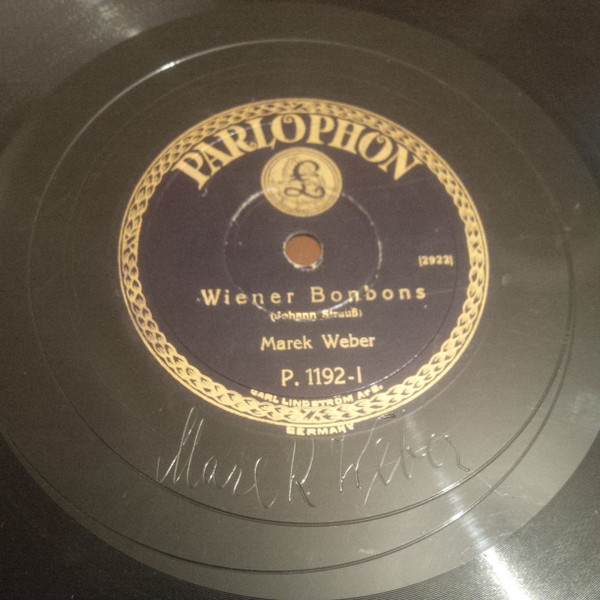 PARLOPHON
£
[2922]
Wiener Bonbons
(Johann Strauß)
Marek Weber
P. 1192-I
CARL LINDSTRÖM A.G.
GERMANY
Marek Weber